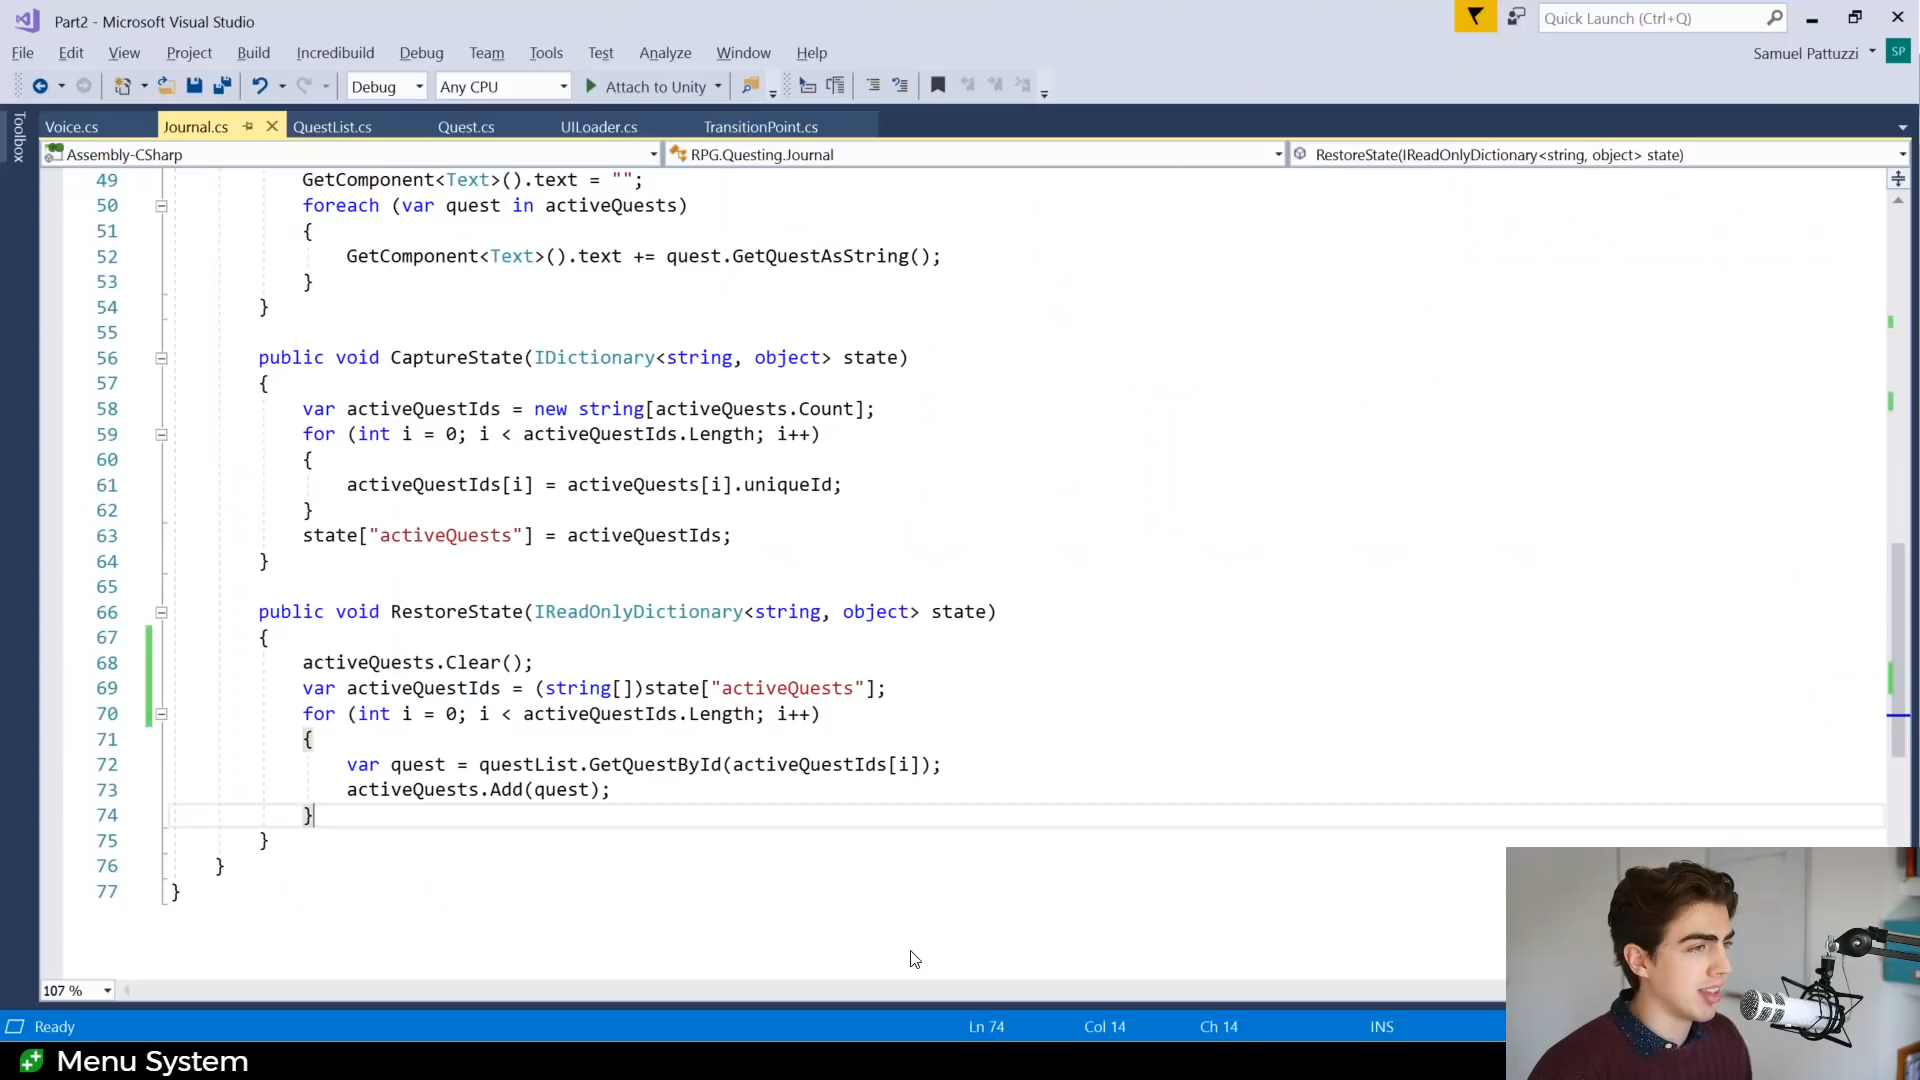 Part2 - Microsoft Visual Studio
Quick Launch (Ctrl+Q)
File Edit View Project Build Incredibuild Debug Team Tools Test Analyze Window Help
Samuel Pattuzzi SP
Debug Any CPU Attach to Unity
Toolbox
Voice.cs Journal.cs QuestList.cs Quest.cs UILoader.cs TransitionPoint.cs
Assembly-CSharp RPG.Questing.Journal RestoreState(IReadOnlyDictionary<string, object> state)
49 GetComponent<Text>().text = "";
50 foreach (var quest in activeQuests)
51 {
52 GetComponent<Text>().text += quest.GetQuestAsString();
53 }
54 }
55
56 public void CaptureState(IDictionary<string, object> state)
57 {
58 var activeQuestIds = new string[activeQuests.Count];
59 for (int i = 0; i < activeQuestIds.Length; i++)
60 {
61 activeQuestIds[i] = activeQuests[i].uniqueId;
62 }
63 state["activeQuests"] = activeQuestIds;
64 }
65
66 public void RestoreState(IReadOnlyDictionary<string, object> state)
67 {
68 activeQuests.Clear();
69 var activeQuestIds = (string[])state["activeQuests"];
70 for (int i = 0; i < activeQuestIds.Length; i++)
71 {
72 var quest = questList.GetQuestById(activeQuestIds[i]);
73 activeQuests.Add(quest);
74 }
75 }
76 }
77 }
107 %
Ready Ln 74 Col 14 Ch 14 INS
Menu System